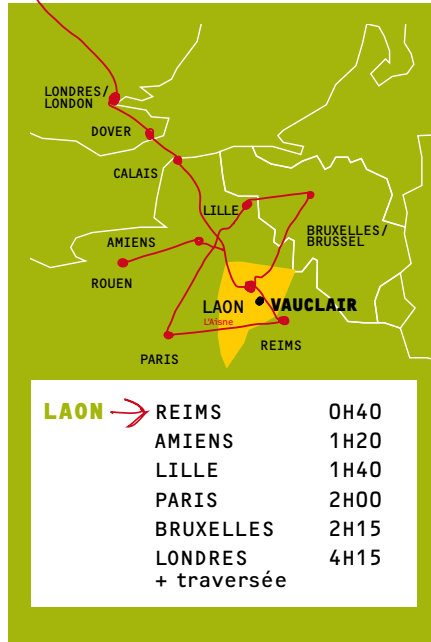 LONDRES/
LONDON
DOVER
CALAIS
LILLE
BRUXELLES/
BRÜSSEL
AMIENS
ROUEN
LAON
VAUCLAIR
L'Aisne
REIMS
PARIS
LAON REIMS 0H40
AMIENS 1H20
LILLE 1H40
PARIS 2H00
BRUXELLES 2H15
LONDRES 4H15
+ traversée